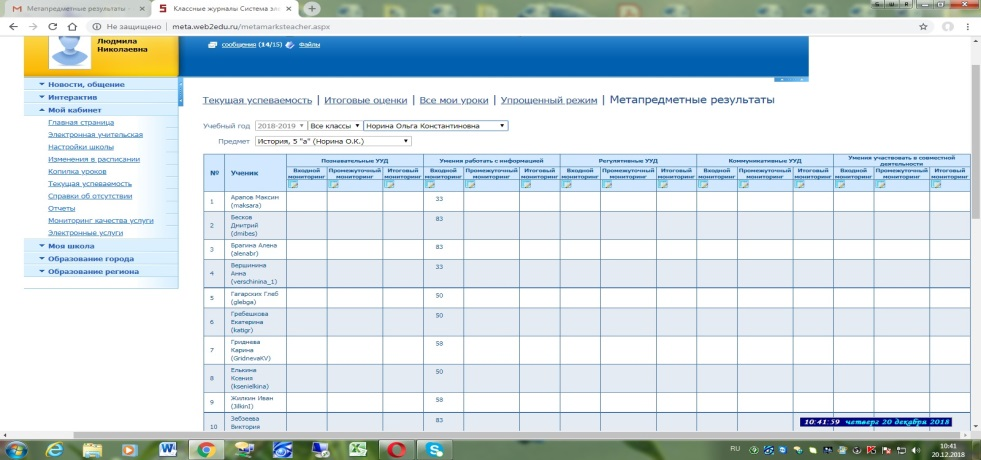 Метапредметные результаты -
Классные журналы Система эл
Не защищено | meta.web2edu.ru/metamarksteacher.aspx
Людмила
Николаевна
сообщения (14/15) Файлы
Новости, общение
Интерактив
Мой кабинет
Главная страница
Электронная учительская
Настройки школы
Изменения в расписании
Копилка уроков
Текущая успеваемость
Справки об отсутствии
Отчеты
Мониторинг качества услуги
Электронные услуги
Моя школа
Образование города
Образование региона
Текущая успеваемость | Итоговые оценки | Все мои уроки | Упрощенный режим | Метапредметные результаты
Учебный год 2018-2019 Все классы Норина Ольга Константиновна
Предмет История, 5 "а" (Норина О.К.)
№ Ученик Познавательные УУД Умения работать с информацией Регулятивные УУД Коммуникативные УУД Умения участвовать в совместной
деятельности
Входной Промежуточный Итоговый Входной Промежуточный Итоговый Входной Промежуточный Итоговый Входной Промежуточный Итоговый Входной Промежуточный Итоговый
мониторинг мониторинг мониторинг мониторинг мониторинг мониторинг мониторинг мониторинг мониторинг мониторинг мониторинг мониторинг мониторинг мониторинг мониторинг
1 Арапов Максим 33
(maksara)
2 Бесков 83
Дмитрий
(dmibes)
3 Брагина Алена 83
(alenabr)
4 Вершинина 33
Анна
(verschinina_1)
5 Гагарских Глеб 50
(glebga)
6 Гребешкова 50
Екатерина
(katigr)
7 Гриднева 58
Карина
(GridnevaKV)
8 Елькина 50
Ксения
(ksenielkina)
9 Жилкин Иван 58
(JilkinI)
10 Зебзеева 83
Виктория
10:41:59 четверг 20 декабря 2018
RU
10:41
20.12.2018